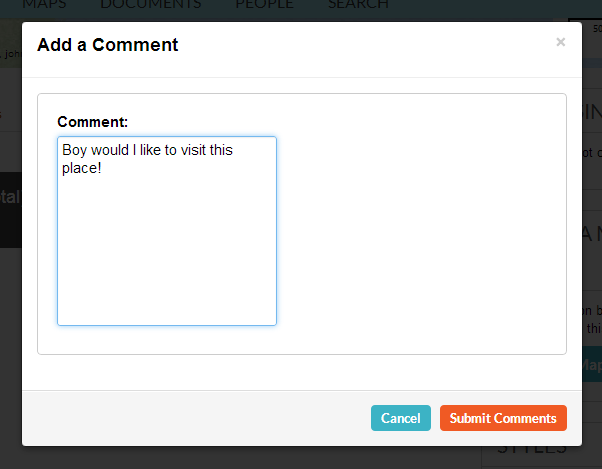 MAPS DOCUMENTS PEOPLE SEARCH
Add a Comment ×
Comment:
Boy would I like to visit this
place!
Cancel Submit Comments
STYLES